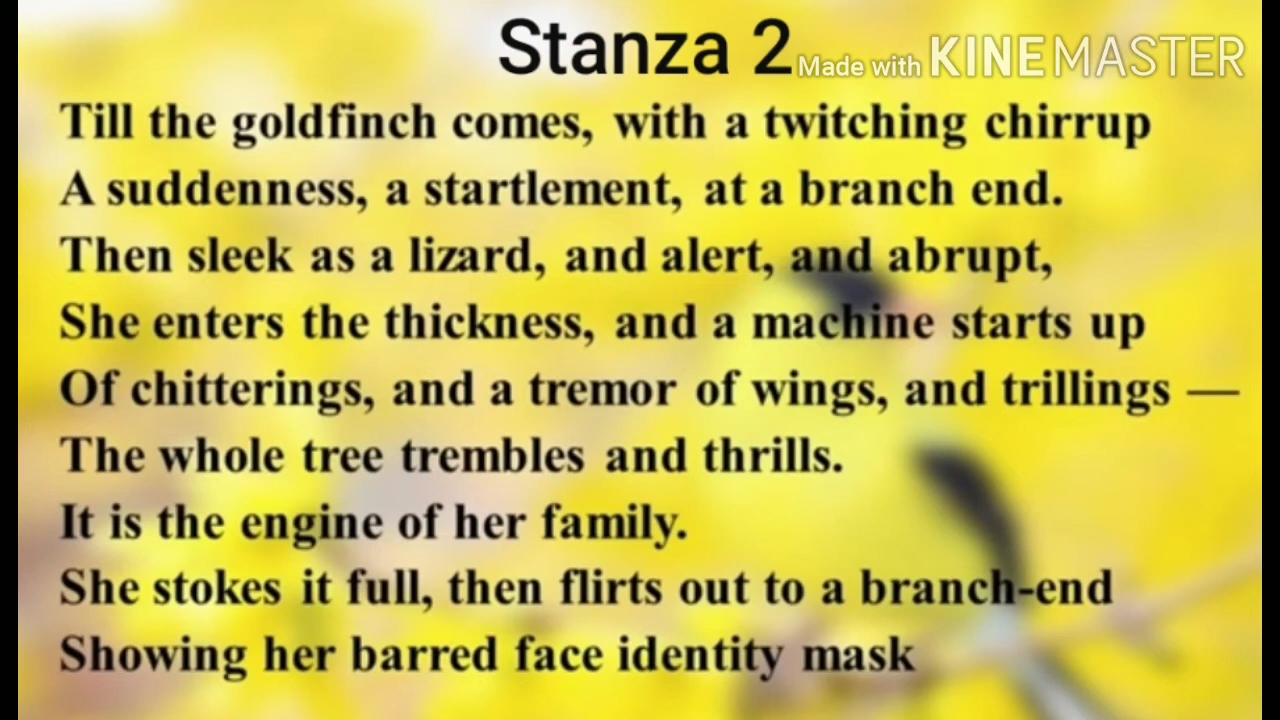 Stanza 2
Made with KINEMASTER
Till the goldfinch comes, with a twitching chirrup
A suddenness, a startlement, at a branch end.
Then sleek as a lizard, and alert, and abrupt,
She enters the thickness, and a machine starts up
Of chitterings, and a tremor of wings, and trillings —
The whole tree trembles and thrills.
It is the engine of her family.
She stokes it full, then flirts out to a branch-end
Showing her barred face identity mask